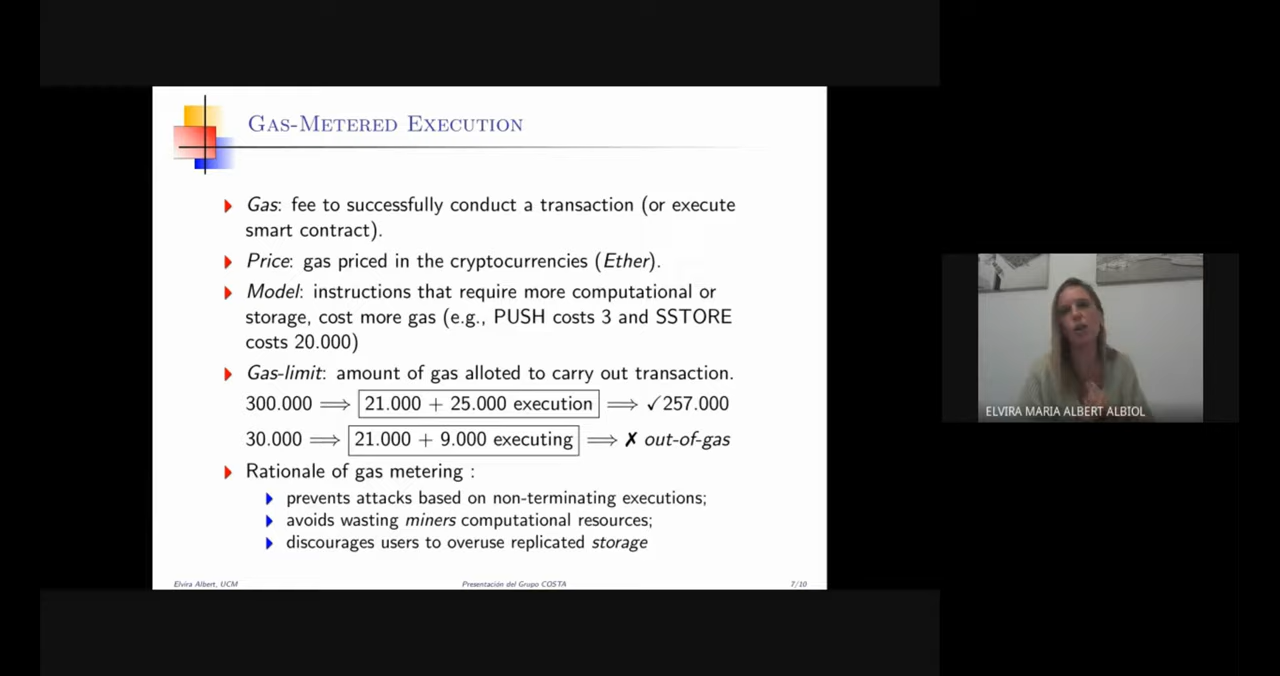 GAS-METERED EXECUTION
Gas: fee to successfully conduct a transaction (or execute
smart contract).
Price: gas priced in the cryptocurrencies (Ether).
Model: instructions that require more computational or
storage, cost more gas (e.g., PUSH costs 3 and SSTORE
costs 20.000)
Gas-limit: amount of gas alloted to carry out transaction.
300.000 ⟹ 21.000 + 25.000 execution ⟹ ✓257.000
30.000 ⟹ 21.000 + 9.000 executing ⟹ ✗ out-of-gas
Rationale of gas metering :
prevents attacks based on non-terminating executions;
avoids wasting miners computational resources;
discourages users to overuse replicated storage
Elvira Albert, UCM Presentación del Grupo COSTA 7/10
ELVIRA MARIA ALBERT ALBIOL